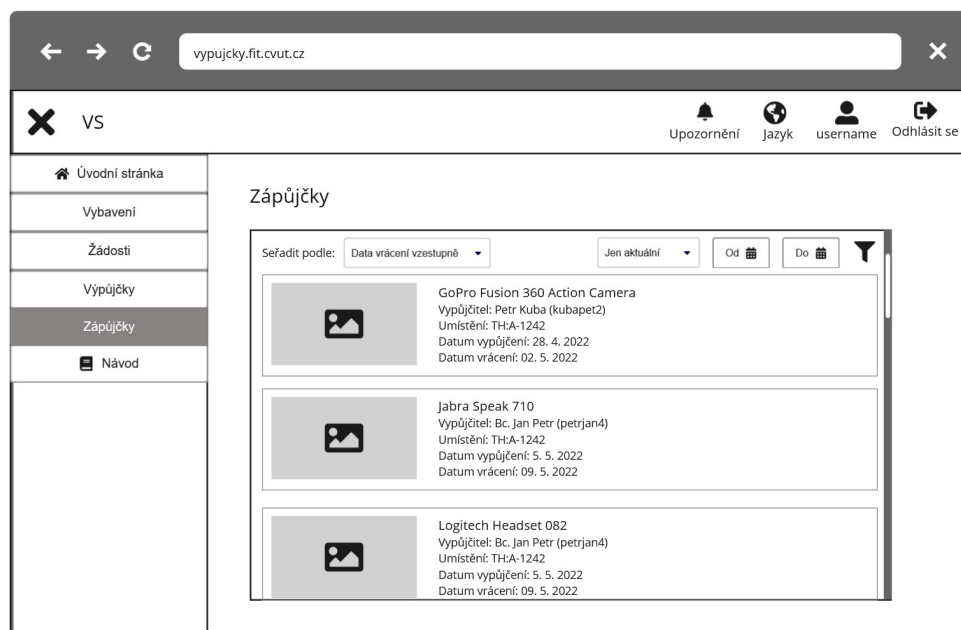 vypujcky.fit.cvut.cz
VS
Upozornění
Jazyk
username
Odhlásit se
Úvodní stránka
Vybavení
Žádosti
Výpůjčky
Zápůjčky
Návod
Zápůjčky
Seřadit podle: Data vrácení vzestupně Jen aktuální Od Do
GoPro Fusion 360 Action Camera
Vypůjčitel: Petr Kuba (kubapet2)
Umístění: TH:A-1242
Datum vypůjčení: 28. 4. 2022
Datum vrácení: 02. 5. 2022
Jabra Speak 710
Vypůjčitel: Bc. Jan Petr (petrjan4)
Umístění: TH:A-1242
Datum vypůjčení: 5. 5. 2022
Datum vrácení: 09. 5. 2022
Logitech Headset 082
Vypůjčitel: Bc. Jan Petr (petrjan4)
Umístění: TH:A-1242
Datum vypůjčení: 5. 5. 2022
Datum vrácení: 09. 5. 2022